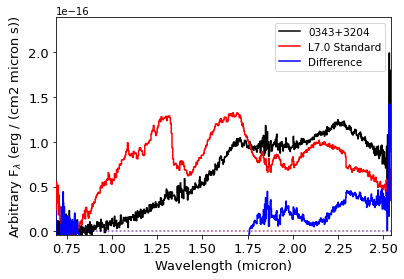 1e−16
0343+3204
L7.0 Standard
Difference
Arbitrary Fλ (erg / (cm2 micron s))
2.0
1.5
1.0
0.5
0.0
0.75 1.00 1.25 1.50 1.75 2.00 2.25 2.50
Wavelength (micron)